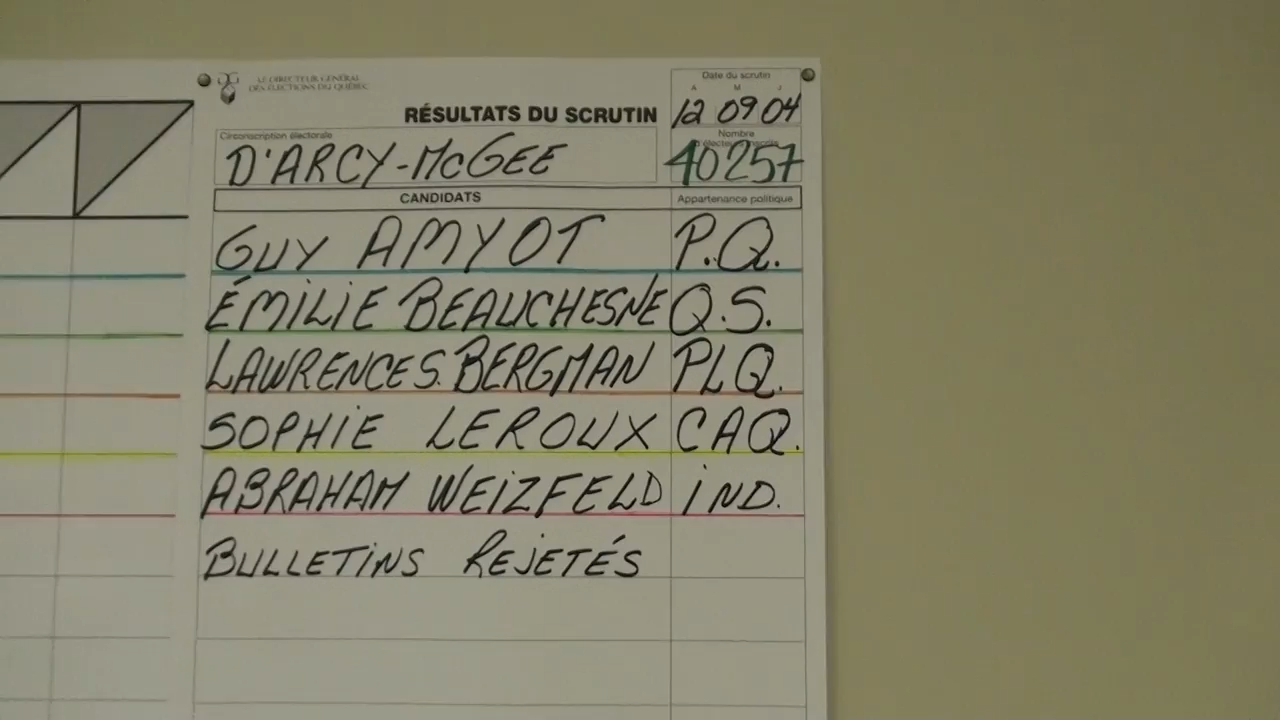 LE DIRECTEUR GÉNÉRAL
DES ÉLECTIONS DU QUÉBEC
Date du scrutin
A M J
RÉSULTATS DU SCRUTIN
12 09 04
Circonscription électorale
Nombre
D'ARCY-McGEE
40257
CANDIDATS Appartenance politique
GUY AMYOT P.Q.
ÉMILIE BEAUCHESNE Q.S.
LAWRENCE S. BERGMAN PLQ.
SOPHIE LEROUX CAQ.
ABRAHAM WEIZFELD IND.
BULLETINS REJETÉS